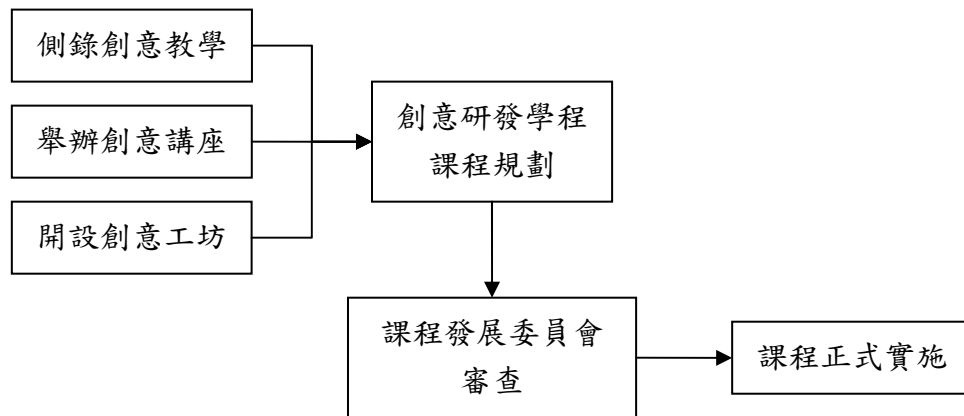 側錄創意教學
舉辦創意講座
開設創意工坊
創意研發學程
課程規劃
課程發展委員會
審查
課程正式實施